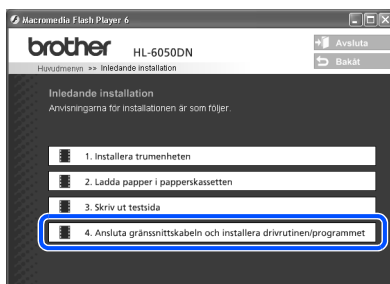 Macromedia Flash Player 6
brother HL-6050DN
Avsluta
Bakåt
Huvudmenyn >> Inledande installation
Inledande installation
Anvisningarna för installationen är som följer.
1. Installera trumenheten
2. Ladda papper i papperskassetten
3. Skriv ut testsida
4. Ansluta gränssnittskabeln och installera drivrutinen/programmet